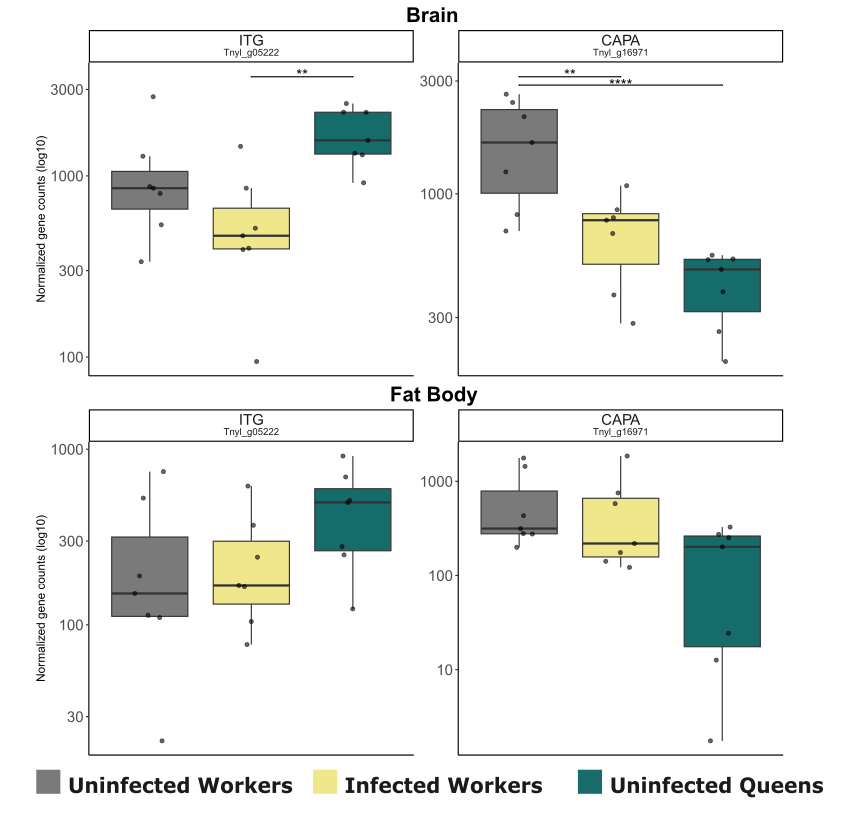 Brain
ITG
Tnyl_g05222
CAPA
Tnyl_g16971
Normalized gene counts (log10)
3000
1000
300
100
**
3000
1000
300
**
****
Fat Body
ITG
Tnyl_g05222
CAPA
Tnyl_g16971
Normalized gene counts (log10)
1000
300
100
30
1000
100
10
Uninfected Workers
Infected Workers
Uninfected Queens